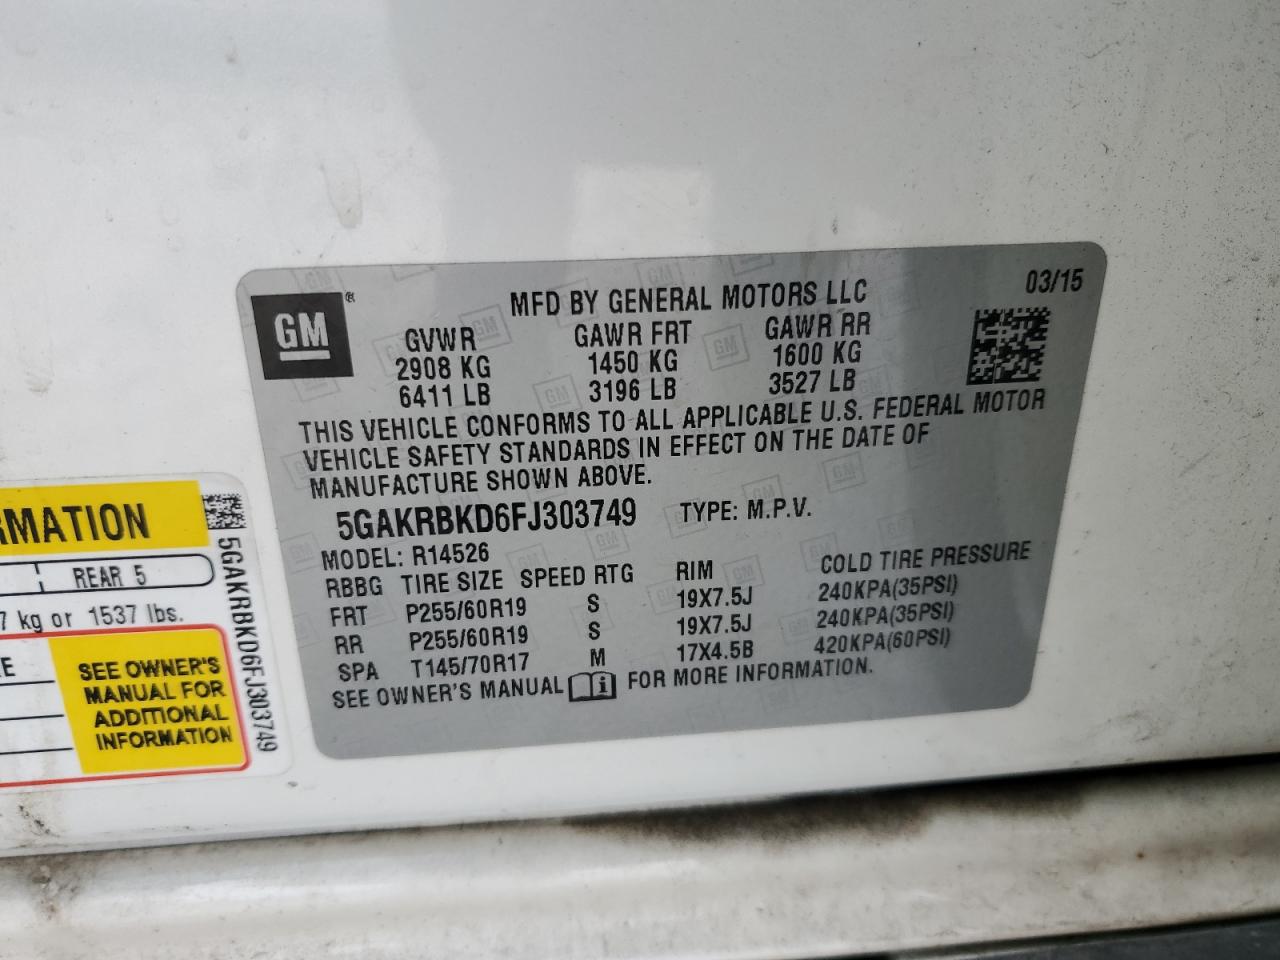 GM ®
MFD BY GENERAL MOTORS LLC
03/15
GVWR GAWR FRT GAWR RR
2908 KG 1450 KG 1600 KG
6411 LB 3196 LB 3527 LB
THIS VEHICLE CONFORMS TO ALL APPLICABLE U.S. FEDERAL MOTOR
VEHICLE SAFETY STANDARDS IN EFFECT ON THE DATE OF
MANUFACTURE SHOWN ABOVE.
5GAKRBKD6FJ303749 TYPE: M.P.V.
MODEL: R14526
RBBG TIRE SIZE SPEED RTG RIM COLD TIRE PRESSURE
FRT P255/60R19 S 19X7.5J 240KPA(35PSI)
RR P255/60R19 S 19X7.5J 240KPA(35PSI)
SPA T145/70R17 M 17X4.5B 420KPA(60PSI)
SEE OWNER'S MANUAL FOR MORE INFORMATION.
RMATION
REAR 5
7 kg or 1537 lbs.
E
SEE OWNER'S
MANUAL FOR
ADDITIONAL
INFORMATION
5GAKRBKD6FJ303749